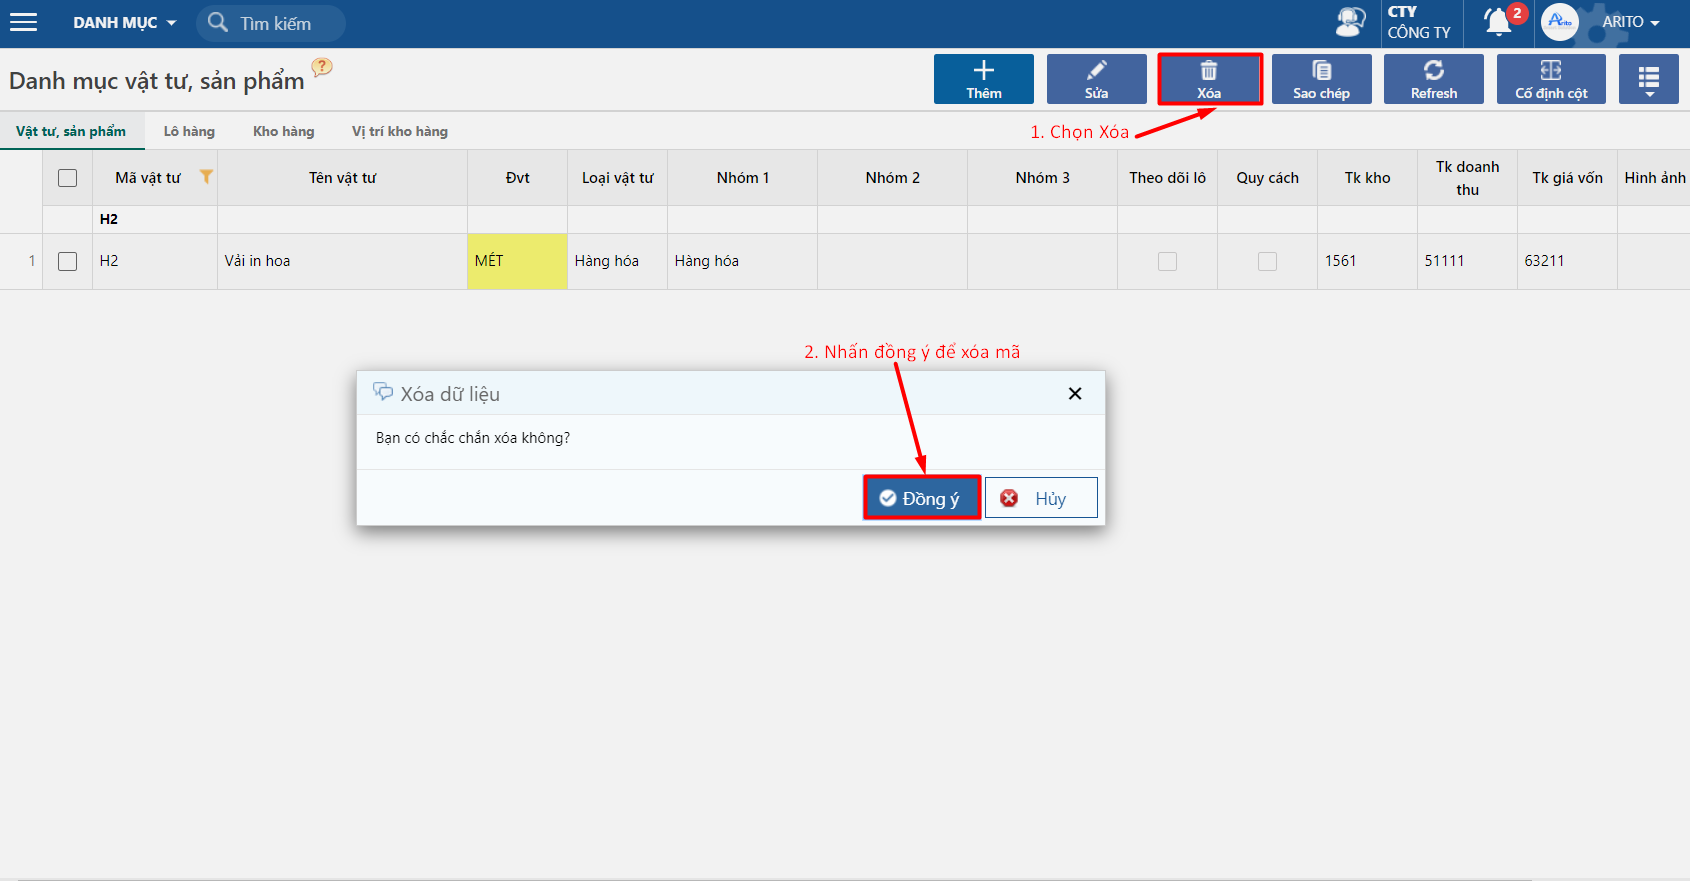 DANH MỤC
Tìm kiếm
CTY
CÔNG TY
2
Arito
ARITO
Danh mục vật tư, sản phẩm
?
Thêm
Sửa
Xóa
Sao chép
Refresh
Cố định cột
1. Chọn Xóa
Vật tư, sản phẩm
Lô hàng
Kho hàng
Vị trí kho hàng
Mã vật tư
Tên vật tư
Đvt
Loại vật tư
Nhóm 1
Nhóm 2
Nhóm 3
Theo dõi lô
Quy cách
Tk kho
Tk doanh
thu
Tk giá vốn
Hình ảnh
H2
1
H2
Vải in hoa
MÉT
Hàng hóa
Hàng hóa
1561
51111
63211
2. Nhấn đồng ý để xóa mã
Xóa dữ liệu
Bạn có chắc chắn xóa không?
Đồng ý
Hủy